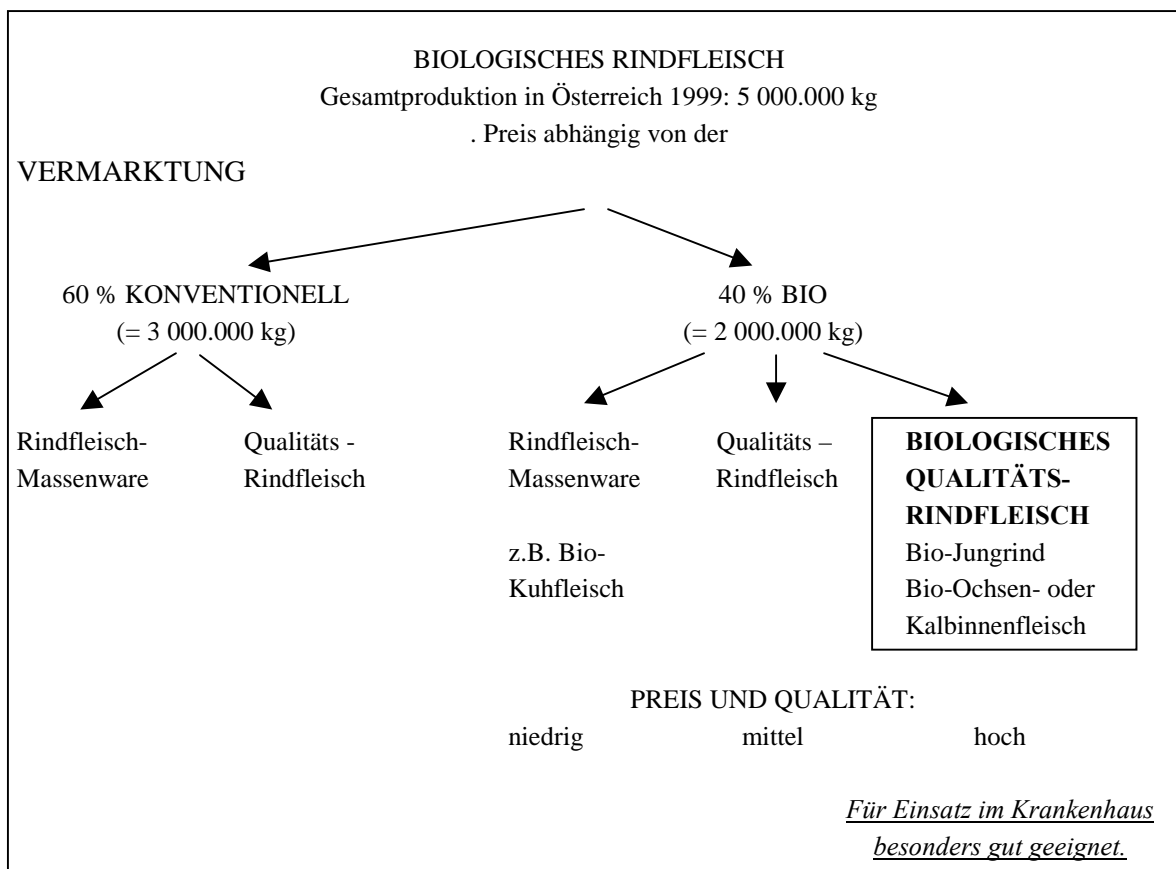 BIOLOGISCHES RINDFLEISCH
Gesamtproduktion in Österreich 1999: 5 000.000 kg
. Preis abhängig von der
VERMARKTUNG
60 % KONVENTIONELL
(= 3 000.000 kg)
40 % BIO
(= 2 000.000 kg)
Rindfleisch-
Massenware
Qualitäts -
Rindfleisch
Rindfleisch-
Massenware
z.B. Bio-
Kuhfleisch
Qualitäts –
Rindfleisch
BIOLOGISCHES
QUALITÄTS-
RINDFLEISCH
Bio-Jungrind
Bio-Ochsen- oder
Kalbinnenfleisch
PREIS UND QUALITÄT:
niedrig mittel hoch
Für Einsatz im Krankenhaus
besonders gut geeignet.